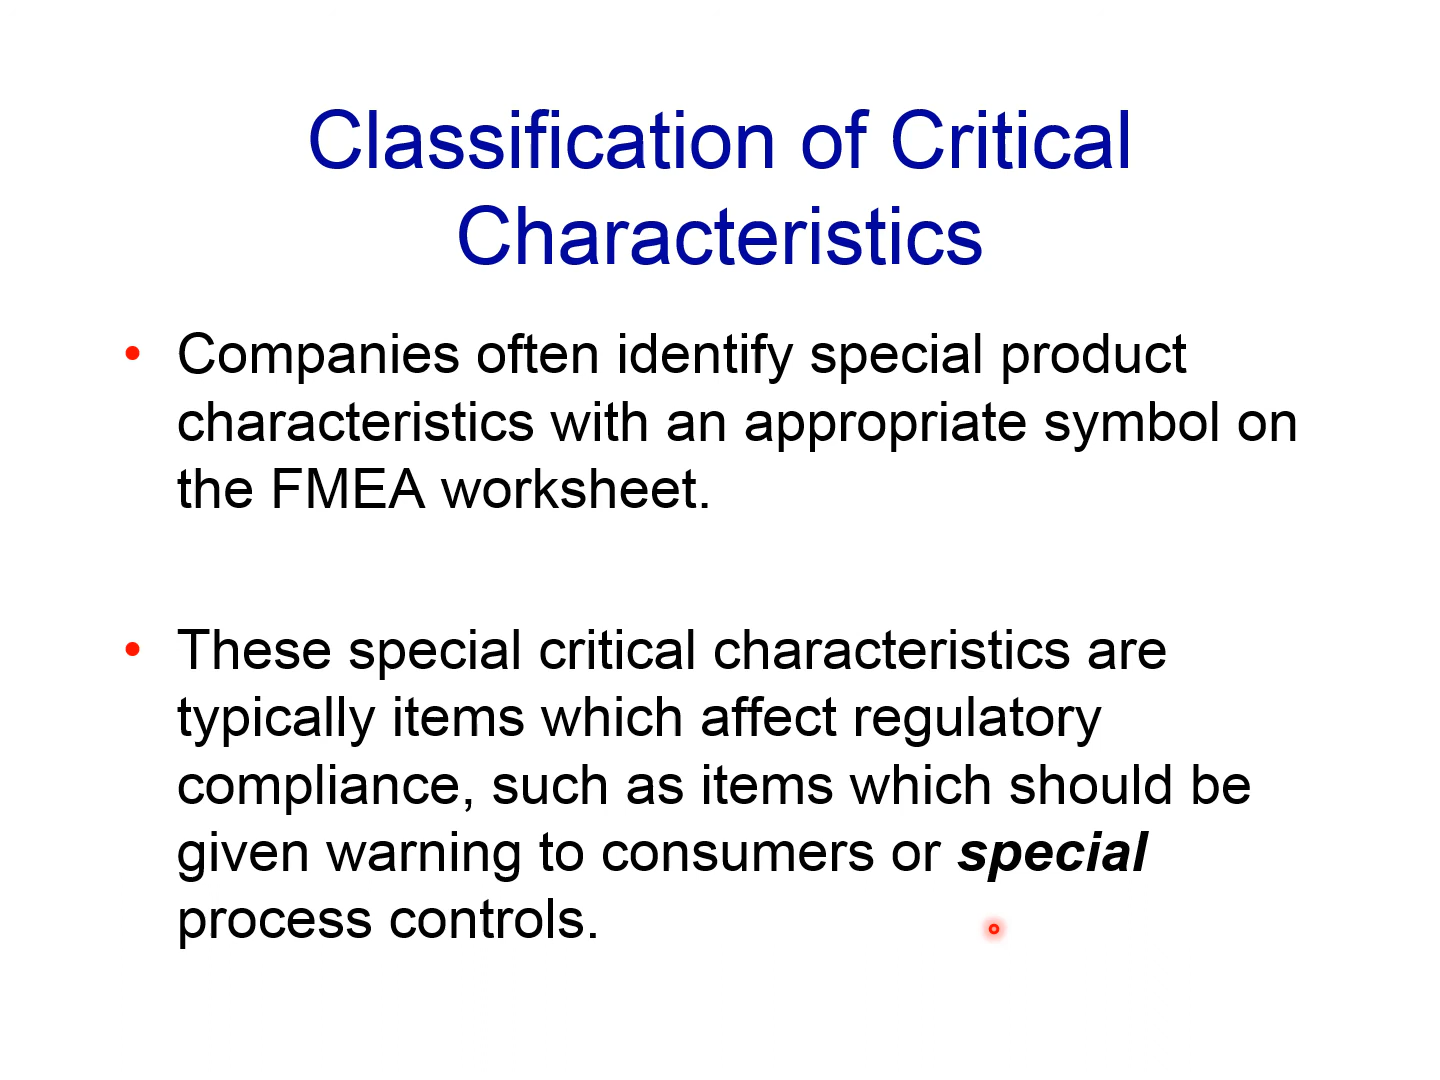 Classification of Critical
Characteristics
• Companies often identify special product
characteristics with an appropriate symbol on
the FMEA worksheet.
• These special critical characteristics are
typically items which affect regulatory
compliance, such as items which should be
given warning to consumers or special
process controls.